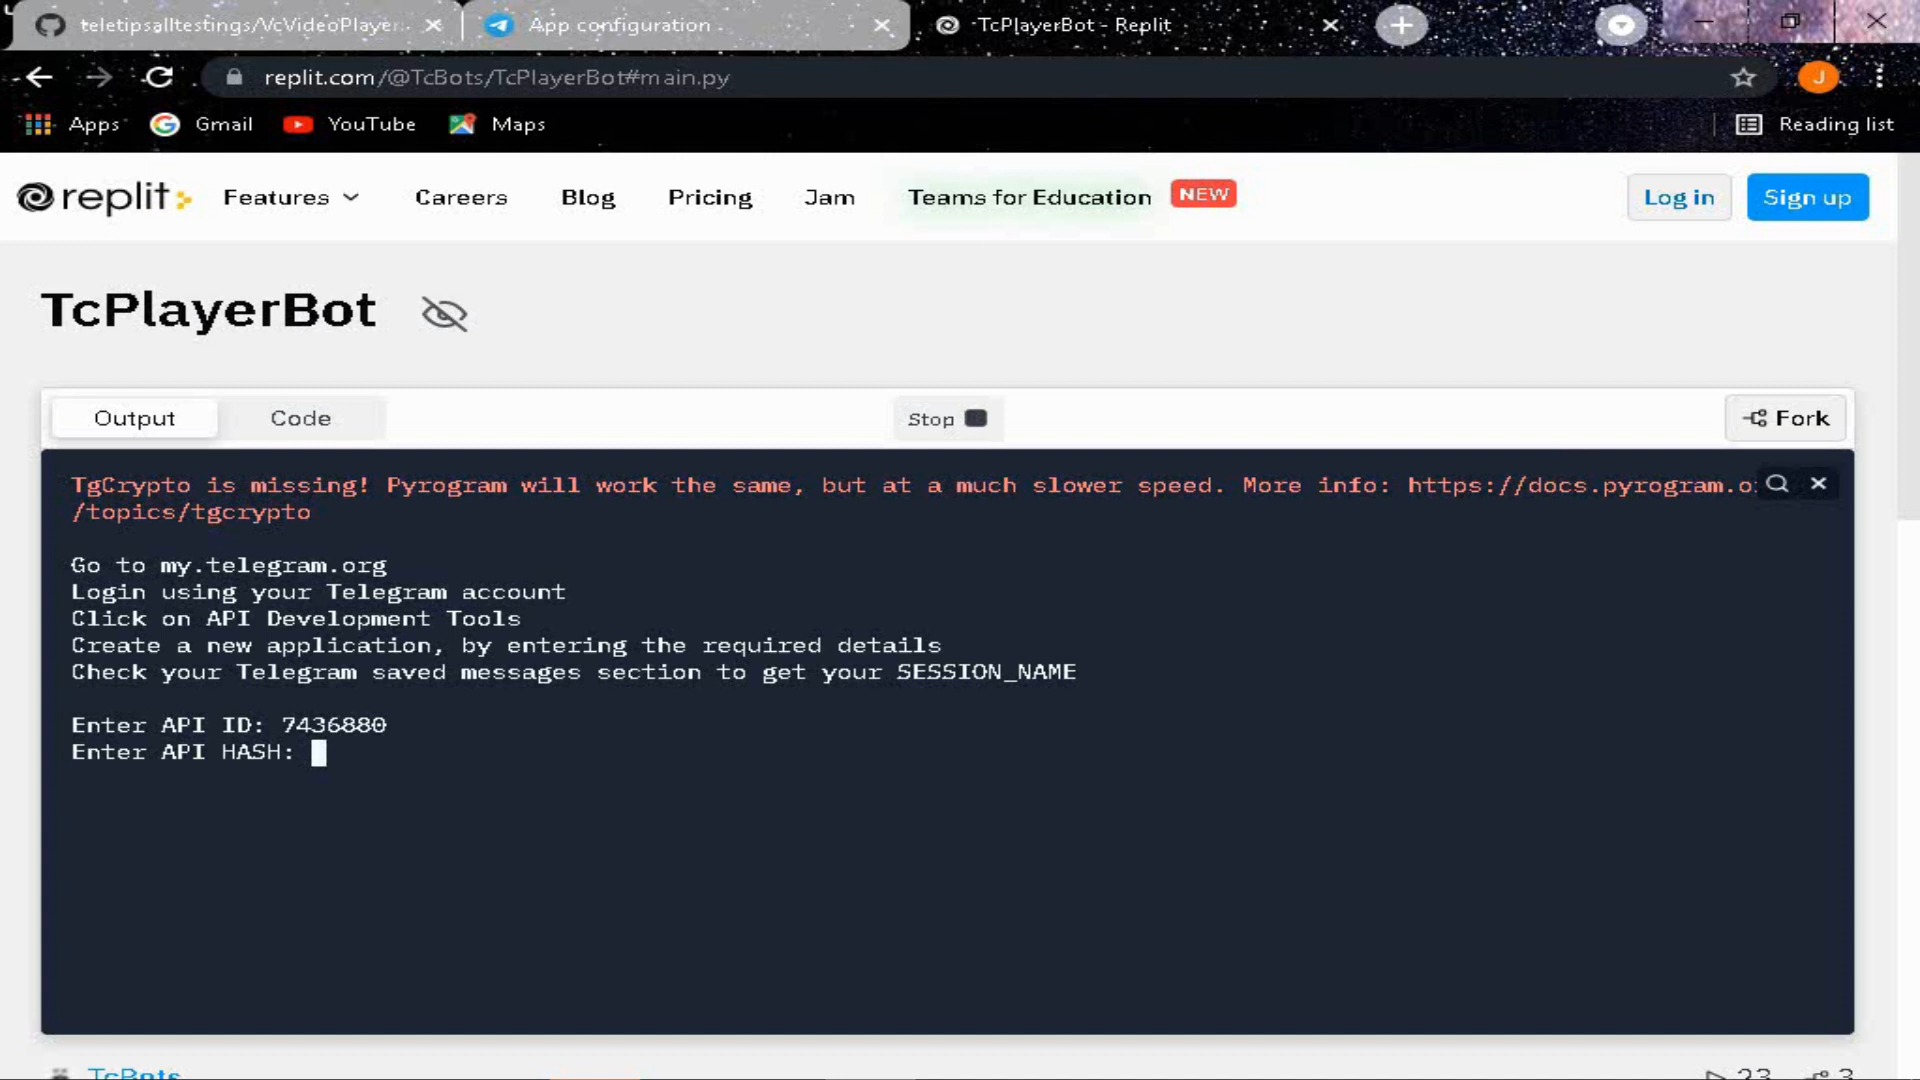 teletipsalltestings/VcVideoPlayer:
App configuration
TcPlayerBot - Replit
replit.com/@TcBots/TcPlayerBot#main.py
J
Apps
Gmail
YouTube
Maps
Reading list
replit
Features
Careers
Blog
Pricing
Jam
Teams for Education
NEW
Log in
Sign up
TcPlayerBot
Output
Code
Stop
Fork
TgCrypto is missing! Pyrogram will work the same, but at a much slower speed. More info: https://docs.pyrogram.o
/topics/tgcrypto
Go to my.telegram.org
Login using your Telegram account
Click on API Development Tools
Create a new application, by entering the required details
Check your Telegram saved messages section to get your SESSION_NAME
Enter API ID: 7436880
Enter API HASH:
TcBots
23
3